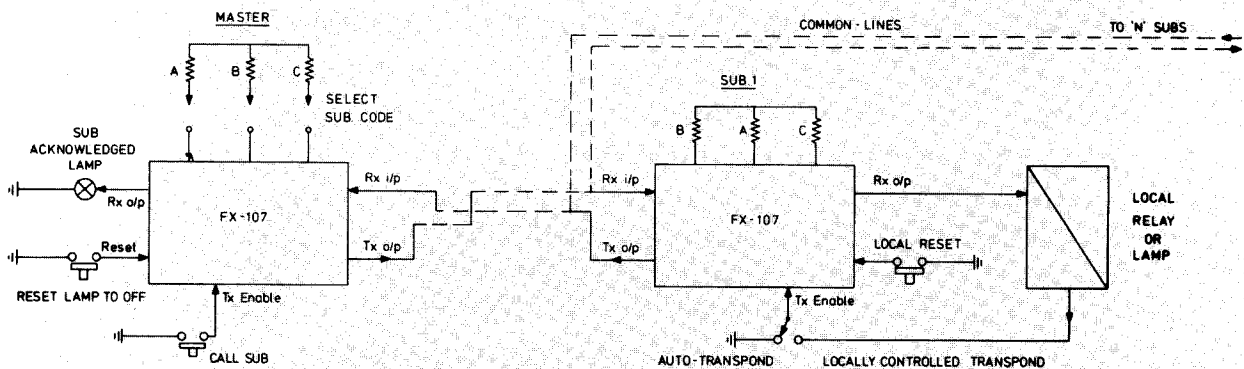 MASTER
A
B
C
SELECT
SUB. CODE
SUB
ACKNOWLEDGED
LAMP
Rx o/p
FX-107
Rx i/p
Tx o/p
Reset
RESET LAMP TO OFF
Tx Enable
CALL SUB
COMMON - LINES
TO 'N' SUBS
SUB. 1
B
A
C
Rx i/p
Tx o/p
FX-107
Rx o/p
LOCAL RESET
Tx Enable
AUTO-TRANSPOND
LOCALLY CONTROLLED TRANSPOND
LOCAL
RELAY
OR
LAMP